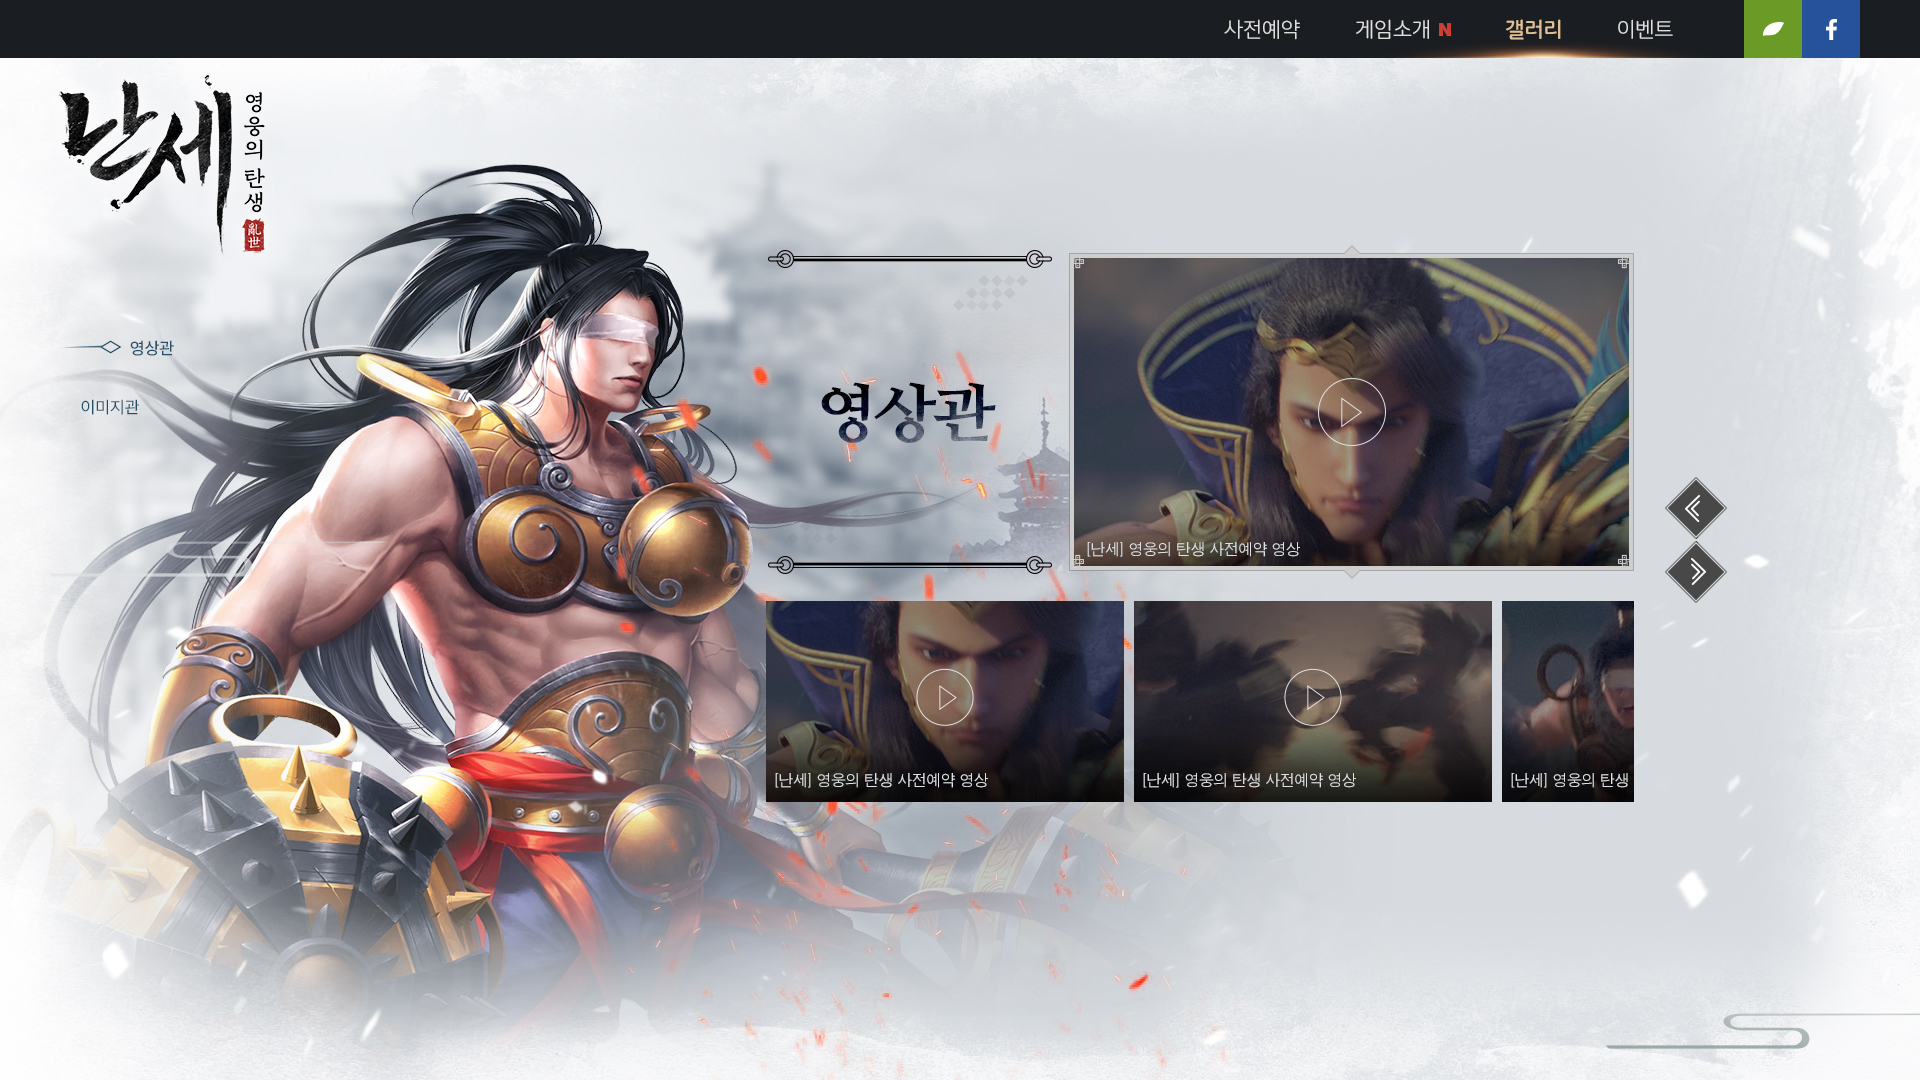 사전예약
게임소개 N
갤러리
이벤트
f
난세
영웅의 탄생
亂世
영상관
이미지관
영상관
[난세] 영웅의 탄생 사전예약 영상
[난세] 영웅의 탄생 사전예약 영상
[난세] 영웅의 탄생 사전예약 영상
[난세] 영웅의 탄생